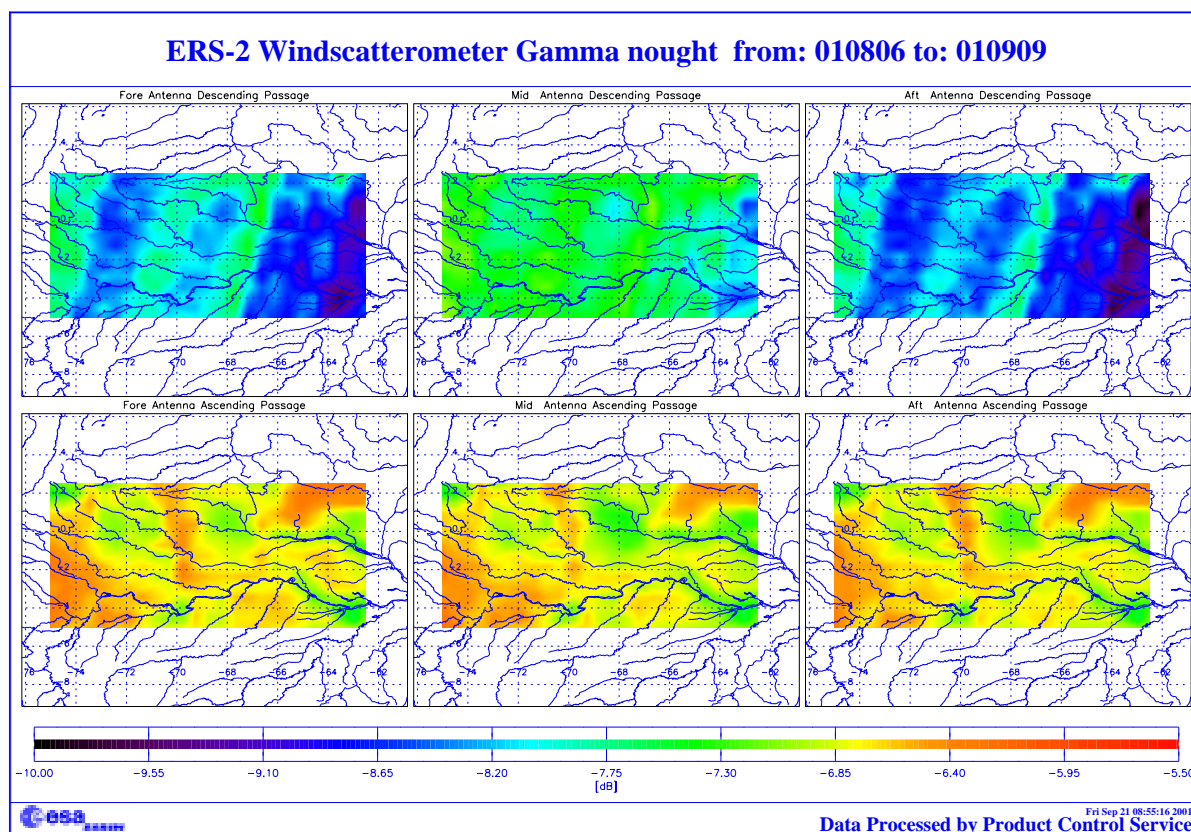 ERS-2 Windscatterometer Gamma nought from: 010806 to: 010909
Fore Antenna Descending Passage
Mid Antenna Descending Passage
Aft Antenna Descending Passage
Fore Antenna Ascending Passage
Mid Antenna Ascending Passage
Aft Antenna Ascending Passage
-10.00 -9.55 -9.10 -8.65 -8.20 -7.75 -7.30 -6.85 -6.40 -5.95 -5.50
[dB]
esa
Fri Sep 21 08:55:16 2001
Data Processed by Product Control Service